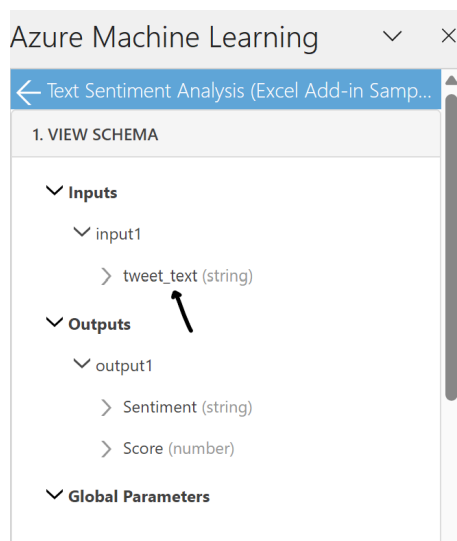 Azure Machine Learning
Text Sentiment Analysis (Excel Add-in Samp...
1. VIEW SCHEMA
Inputs
input1
tweet_text (string)
Outputs
output1
Sentiment (string)
Score (number)
Global Parameters